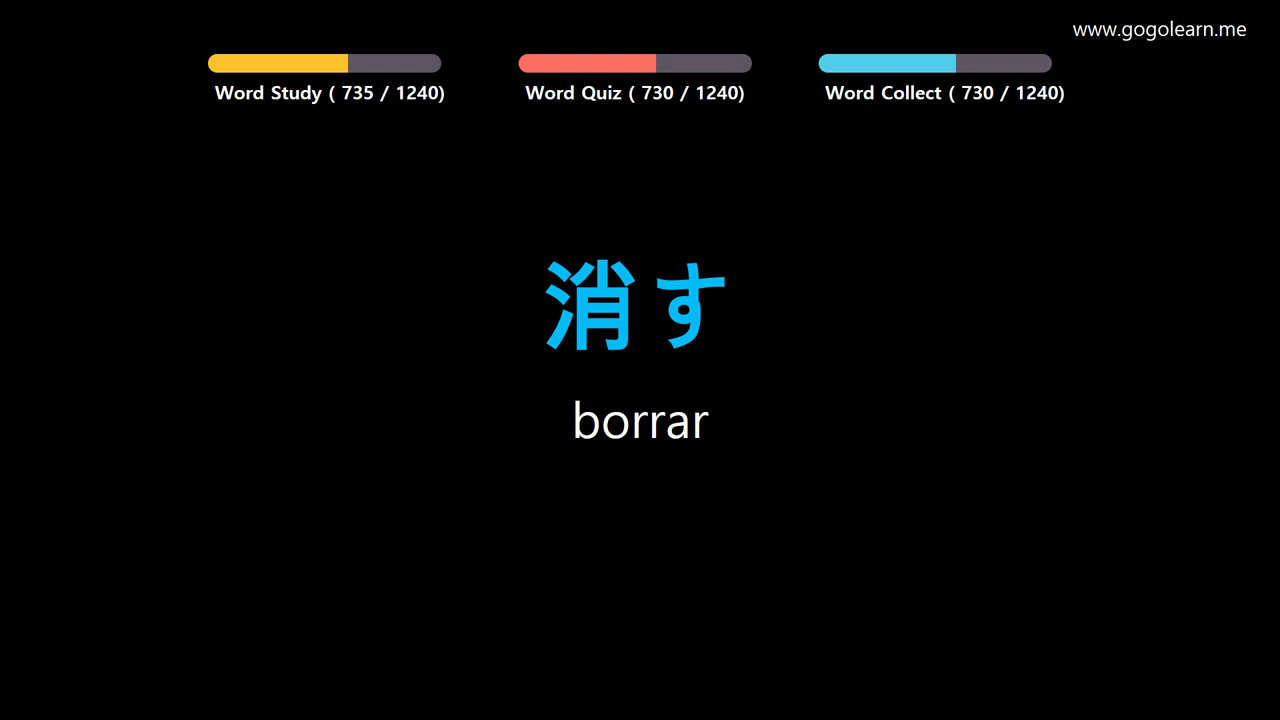 www.gogolearn.me
Word Study ( 735 / 1240)
Word Quiz ( 730 / 1240)
Word Collect ( 730 / 1240)
消す
borrar